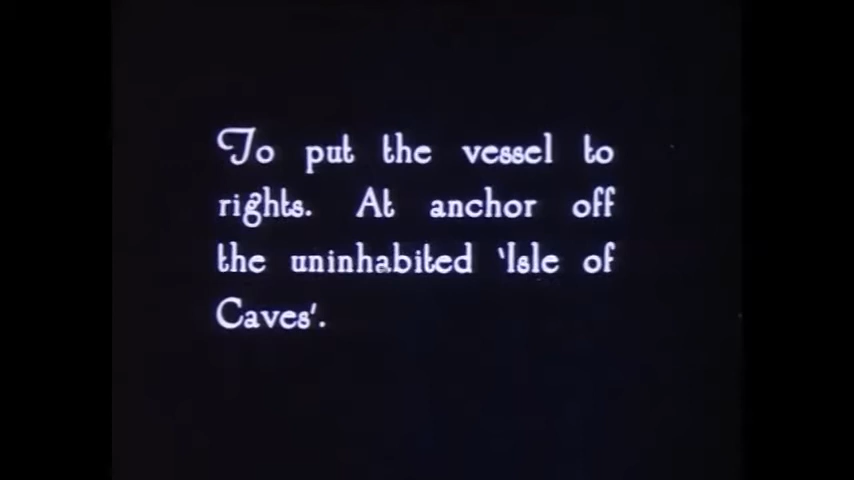 To put the vessel to
rights. At anchor off
the uninhabited 'Isle of
Caves'.